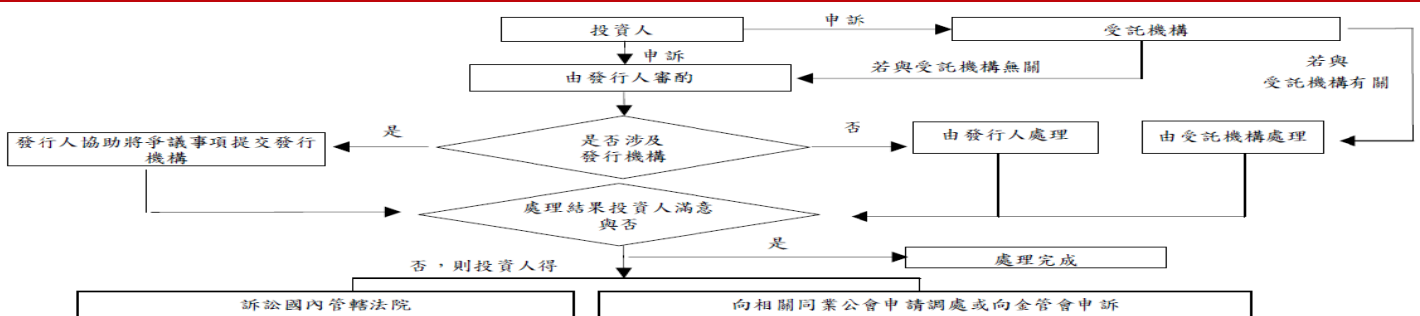 投資人
申訴
受託機構
申訴
由發行人審酌
若與受託機構無關
若與
受託機構有關
是
是否涉及
發行機構
否
發行人協助將爭議事項提交發行
機構
由發行人處理
由受託機構處理
處理結果投資人滿意
與否
是
處理完成
否，則投資人得
訴訟國內管轄法院
向相關同業公會申請調處或向金管會申訴